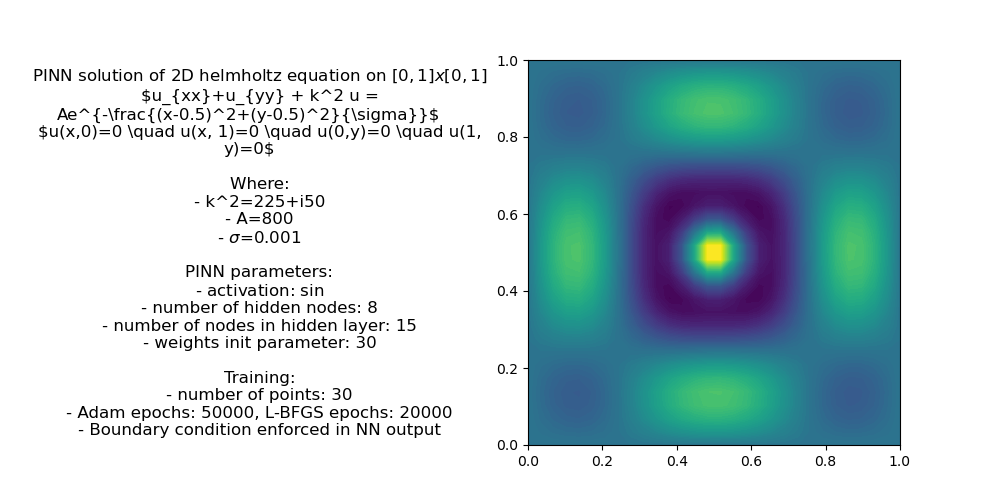 PINN solution of 2D helmholtz equation on [0, 1]x[0, 1]
$u_{xx}+u_{yy} + k^2 u =
Ae^{-\frac{(x-0.5)^2+(y-0.5)^2}{\sigma}}$
$u(x,0)=0 \quad u(x, 1)=0 \quad u(0,y)=0 \quad u(1,
y)=0$
Where:
- k^2=225+i50
- A=800
- σ=0.001
PINN parameters:
- activation: sin
- number of hidden nodes: 8
- number of nodes in hidden layer: 15
- weights init parameter: 30
Training:
- number of points: 30
- Adam epochs: 50000, L-BFGS epochs: 20000
- Boundary condition enforced in NN output
1.0
0.8
0.6
0.4
0.2
0.0
0.0 0.2 0.4 0.6 0.8 1.0